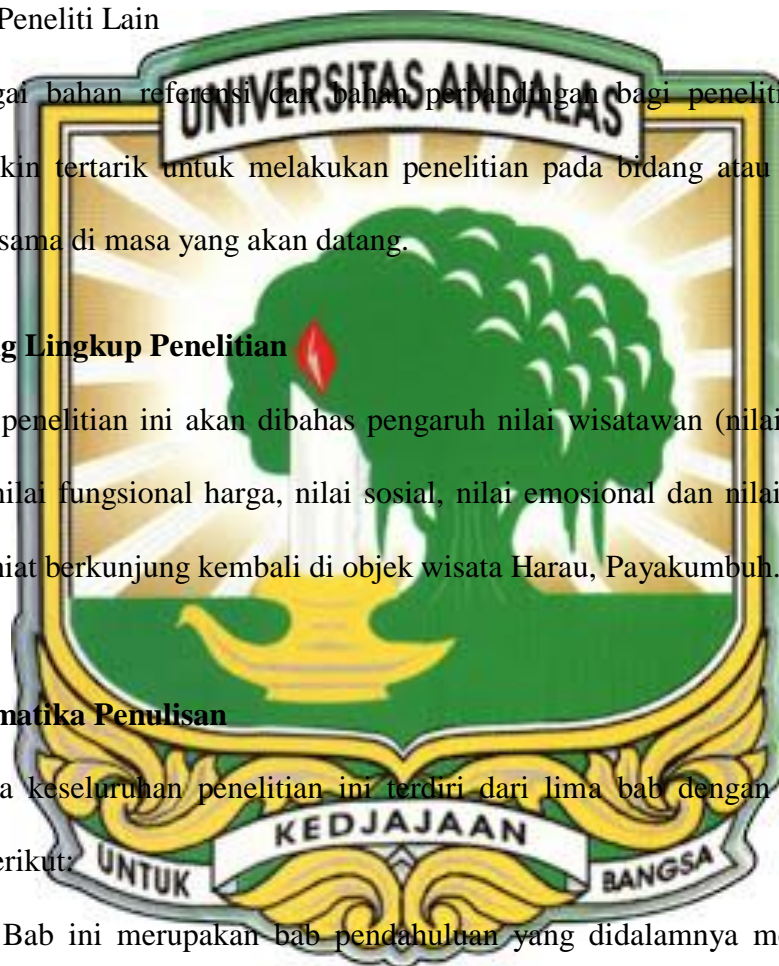 Peneliti Lain
UNIVERSITAS ANDALAS
gai bahan referensi dan bahan perbandingan bagi peneliti
kin tertarik untuk melakukan penelitian pada bidang atau
sama di masa yang akan datang.
g Lingkup Penelitian
penelitian ini akan dibahas pengaruh nilai wisatawan (nilai
nilai fungsional harga, nilai sosial, nilai emosional dan nilai
niat berkunjung kembali di objek wisata Harau, Payakumbuh.
matika Penulisan
a keseluruhan penelitian ini terdiri dari lima bab dengan
erikut:
UNTUK KEDJAJAAN BANGSA
Bab ini merupakan bab pendahuluan yang didalamnya m